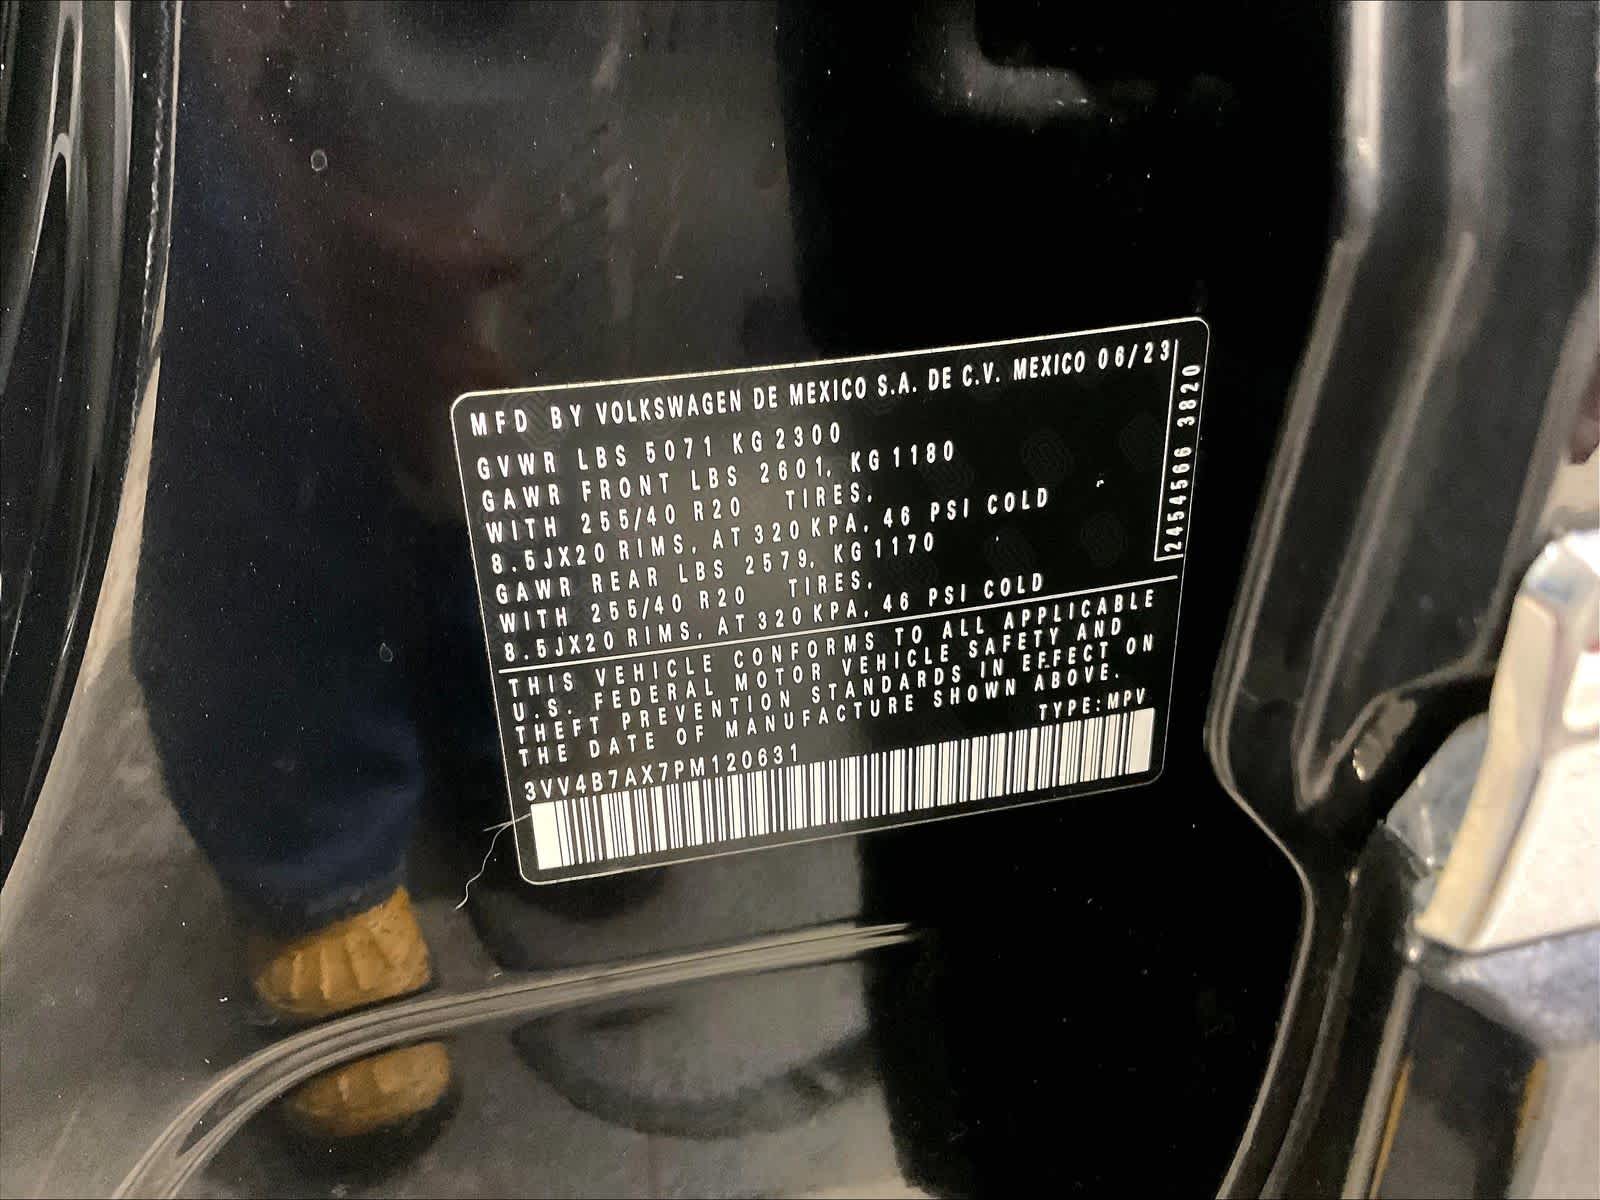 MFD BY VOLKSWAGEN DE MEXICO S.A. DE C.V. MEXICO 06/23
GVWR LBS 5071 KG 2300
GAWR FRONT LBS 2601, KG 1180
WITH 255/40 R20 TIRES,
8.5JX20 RIMS, AT 320 KPA, 46 PSI COLD
GAWR REAR LBS 2579, KG 1170
WITH 255/40 R20 TIRES,
8.5JX20 RIMS, AT 320 KPA, 46 PSI COLD
2454566 3820
THIS VEHICLE CONFORMS TO ALL APPLICABLE
U.S. FEDERAL MOTOR VEHICLE SAFETY AND
THEFT PREVENTION STANDARDS IN EFFECT ON
THE DATE OF MANUFACTURE SHOWN ABOVE.
3VV4B7AX7PM120631 TYPE:MPV